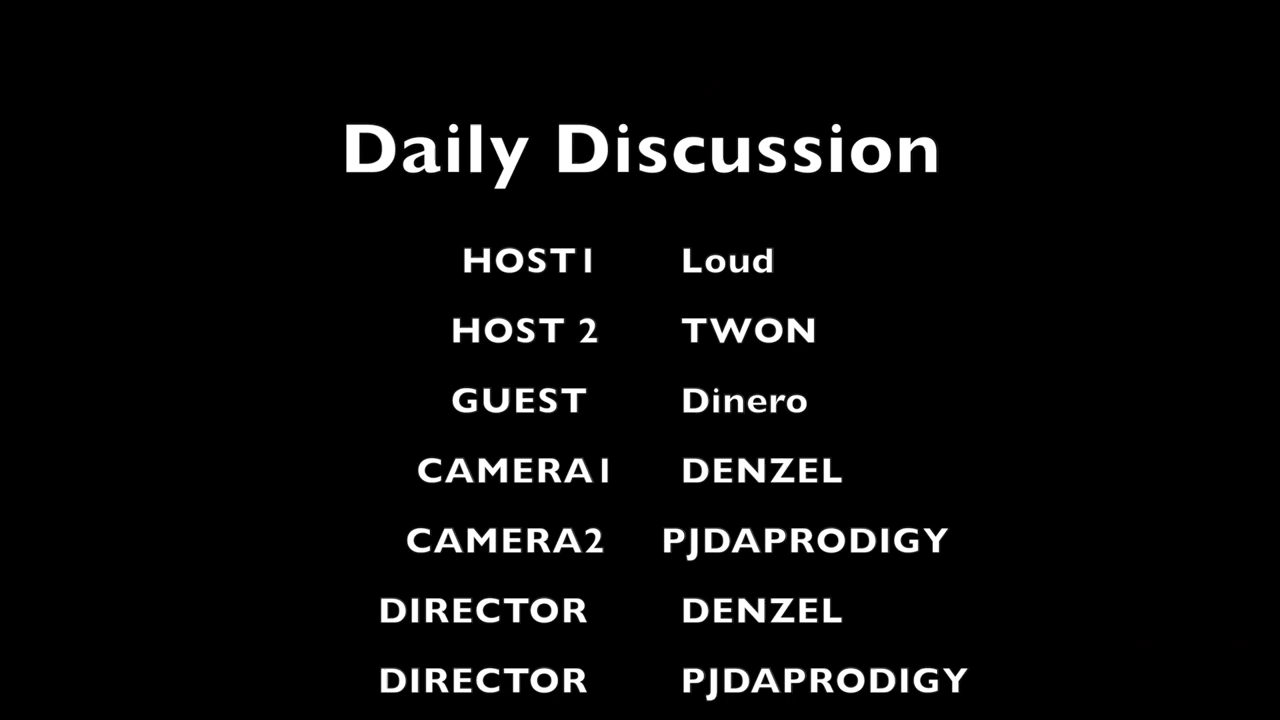 Daily Discussion
HOST1 Loud
HOST 2 TWON
GUEST Dinero
CAMERA1 DENZEL
CAMERA2 PJDAPRODIGY
DIRECTOR DENZEL
DIRECTOR PJDAPRODIGY